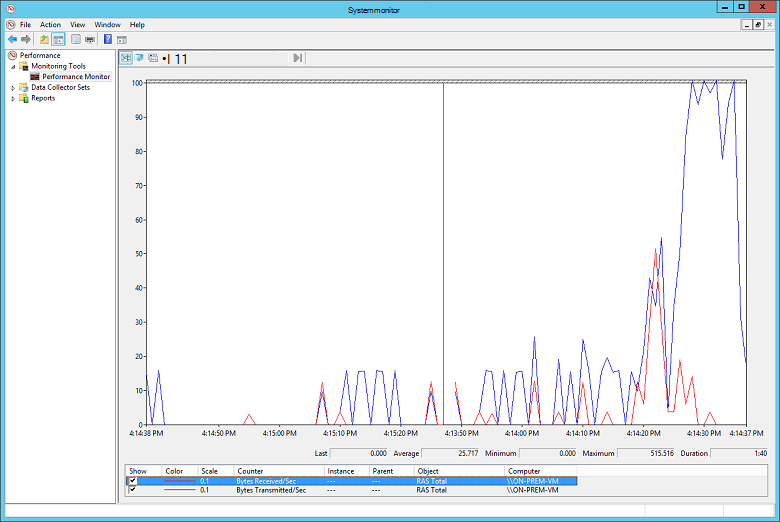 Systemmonitor
File Action View Window Help
Performance
Monitoring Tools
Performance Monitor
Data Collector Sets
Reports
100
90
80
70
60
50
40
30
20
10
0
4:14:38 PM 4:14:50 PM 4:15:00 PM 4:15:10 PM 4:15:20 PM 4:13:50 PM 4:14:00 PM 4:14:10 PM 4:14:20 PM 4:14:30 PM 4:14:37 PM
Last 0.000 Average 25.717 Minimum 0.000 Maximum 515.516 Duration 1:40
Show Color Scale Counter Instance Parent Object Computer
0.1 Bytes Received/Sec --- --- RAS Total \\ON-PREM-VM
0.1 Bytes Transmitted/Sec --- --- RAS Total \\ON-PREM-VM